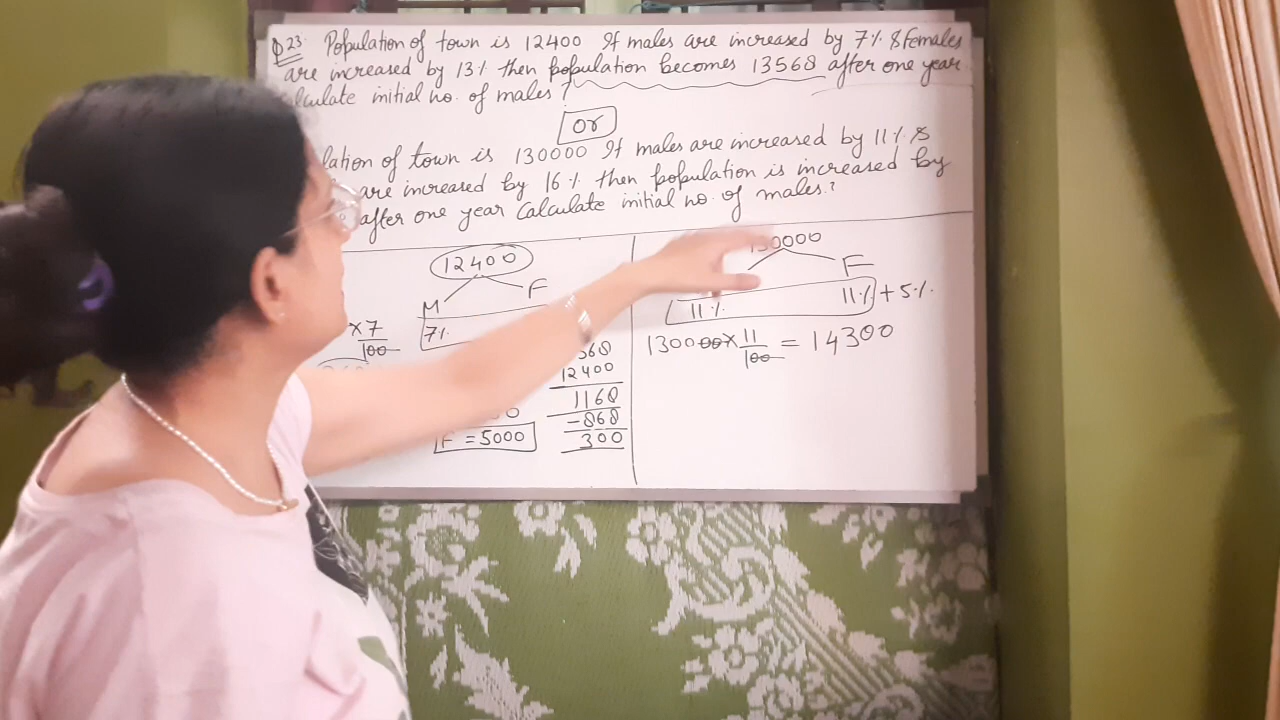 Q23. Population of town is 12400 If males are increased by 7% & females
are increased by 13% then population becomes 13568 after one year
calculate initial no. of males?
or
lation of town is 130000 If males are increased by 11% &
are increased by 16% then population is increased by
after one year Calculate initial no. of males?
12400
M F
7%
×7
100
568
12400
1168
-868
300
F = 5000
130000
F
11% 11% + 5%
130000 × 11/100 = 14300